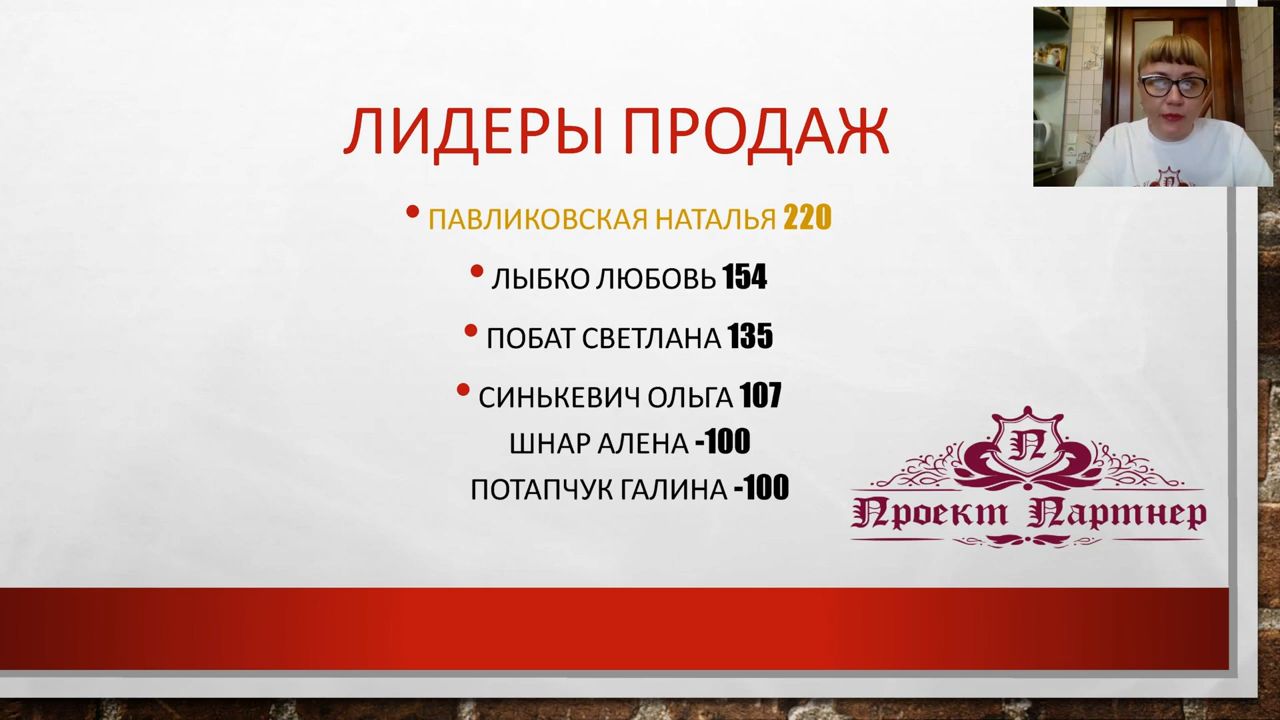 ЛИДЕРЫ ПРОДАЖ
• ПАВЛИКОВСКАЯ НАТАЛЬЯ 220
• ЛЫБКО ЛЮБОВЬ 154
• ПОБАТ СВЕТЛАНА 135
• СИНЬКЕВИЧ ОЛЬГА 107
ШНАР АЛЕНА -100
ПОТАПЧУК ГАЛИНА -100
П
Проект Партнер